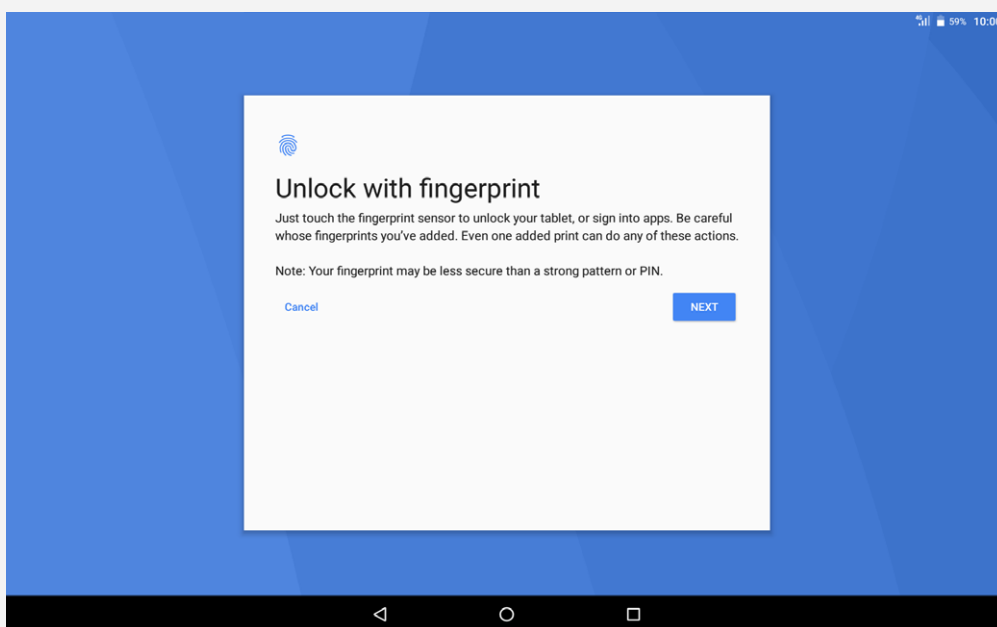 4G 59% 10:00
Unlock with fingerprint
Just touch the fingerprint sensor to unlock your tablet, or sign into apps. Be careful
whose fingerprints you've added. Even one added print can do any of these actions.
Note: Your fingerprint may be less secure than a strong pattern or PIN.
Cancel NEXT